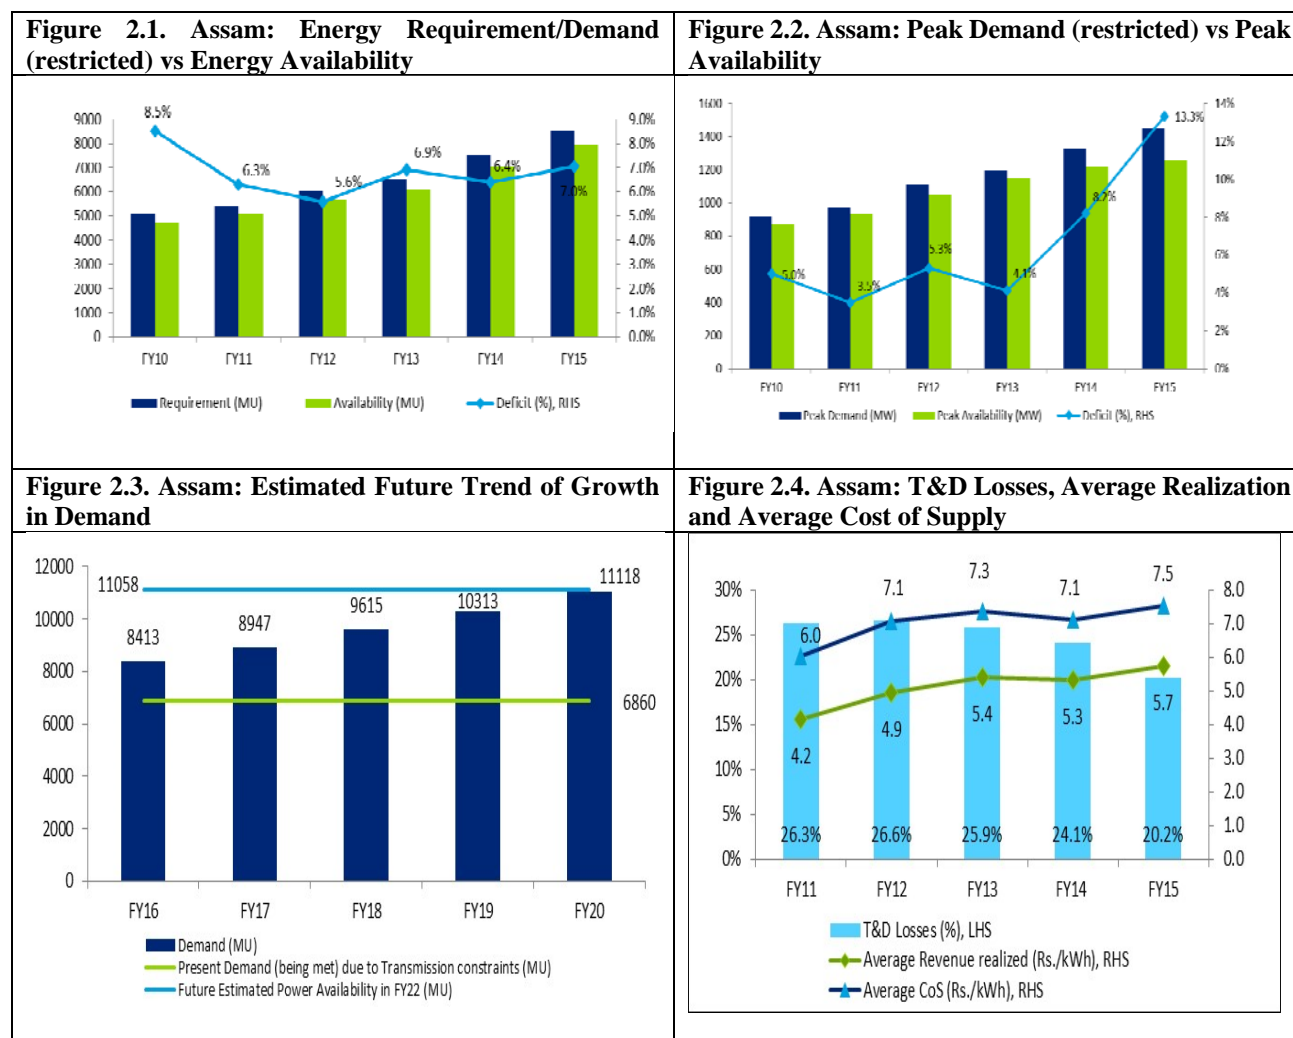 Figure 2.1. Assam: Energy Requirement/Demand
(restricted) vs Energy Availability
9000
8000
7000
6000
5000
4000
3000
2000
1000
0
8.5%
6.3%
5.6%
6.9%
6.4%
7.0%
9.0%
8.0%
7.0%
6.0%
5.0%
4.0%
3.0%
2.0%
1.0%
0.0%
FY10
FY11
FY12
FY13
FY14
FY15
Requirement (MU)
Availability (MU)
Deficit (%), RHS
Figure 2.2. Assam: Peak Demand (restricted) vs Peak
Availability
1600
1400
1200
1000
800
600
400
200
0
5.0%
3.5%
5.3%
4.1%
8.2%
13.3%
14%
12%
10%
8%
6%
4%
2%
0%
FY10
FY11
FY12
FY13
FY14
FY15
Peak Demand (MW)
Peak Availability (MW)
Deficit (%), RHS
Figure 2.3. Assam: Estimated Future Trend of Growth
in Demand
12000
10000
8000
6000
4000
2000
0
11058
8413
8947
9615
10313
11118
6860
FY16
FY17
FY18
FY19
FY20
Demand (MU)
Present Demand (being met) due to Transmission constraints (MU)
Future Estimated Power Availability in FY22 (MU)
Figure 2.4. Assam: T&D Losses, Average Realization
and Average Cost of Supply
30%
25%
20%
15%
10%
5%
0%
6.0
7.1
7.3
7.1
7.5
4.2
4.9
5.4
5.3
5.7
26.3%
26.6%
25.9%
24.1%
20.2%
8.0
7.0
6.0
5.0
4.0
3.0
2.0
1.0
0.0
FY11
FY12
FY13
FY14
FY15
T&D Losses (%), LHS
Average Revenue realized (Rs./kWh), RHS
Average CoS (Rs./kWh), RHS